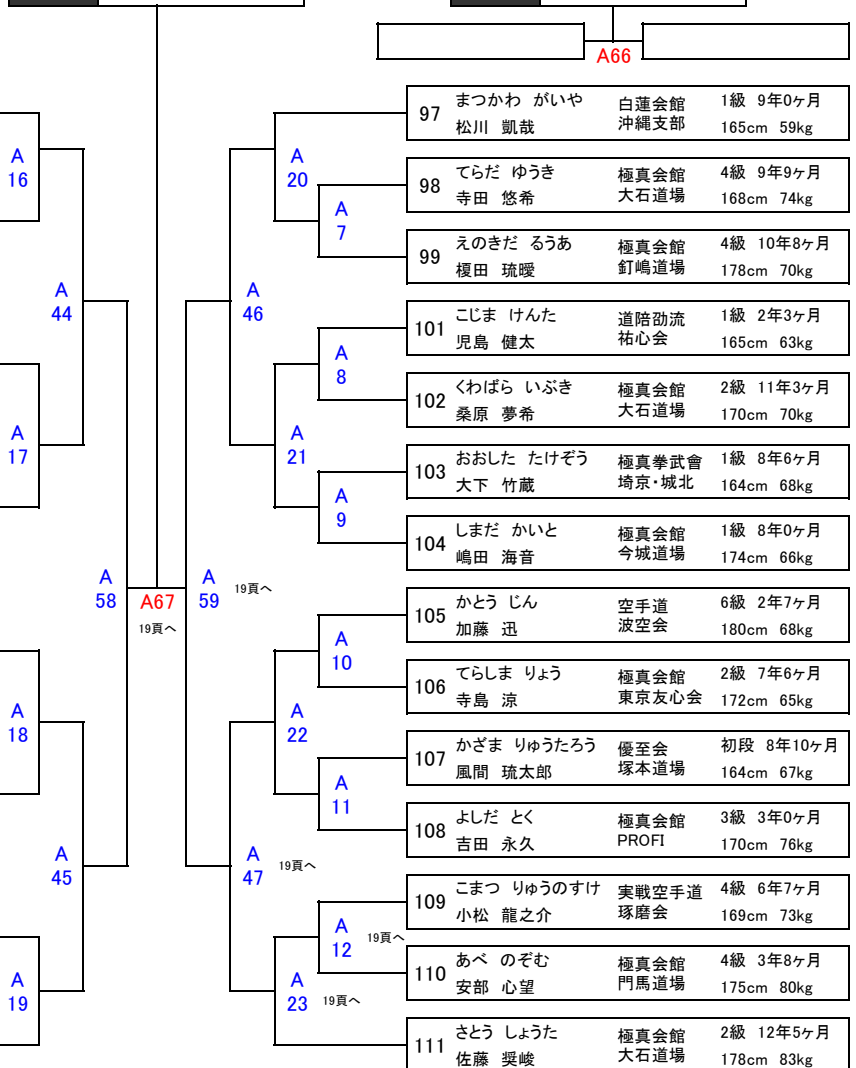 A66
97 まつかわ がいや 白蓮会館 1級 9年0ヶ月
松川 凱哉 沖縄支部 165cm 59kg
98 てらだ ゆうき 極真会館 4級 9年9ヶ月
寺田 悠希 大石道場 168cm 74kg
99 えのきだ るうあ 極真会館 4級 10年8ヶ月
榎田 琉曖 釘嶋道場 178cm 70kg
101 こじま けんた 道陪劭流 1級 2年3ヶ月
児島 健太 祐心会 165cm 63kg
102 くわばら いぶき 極真会館 2級 11年3ヶ月
桑原 夢希 大石道場 170cm 70kg
103 おおした たけぞう 極真拳武會 1級 8年6ヶ月
大下 竹蔵 埼京・城北 164cm 68kg
104 しまだ かいと 極真会館 1級 8年0ヶ月
嶋田 海音 今城道場 174cm 66kg
105 かとう じん 空手道 6級 2年7ヶ月
加藤 迅 波空会 180cm 68kg
106 てらしま りょう 極真会館 2級 7年6ヶ月
寺島 涼 東京友心会 172cm 65kg
107 かざま りゅうたろう 優至会 初段 8年10ヶ月
風間 琉太郎 塚本道場 164cm 67kg
108 よしだ とく 極真会館 3級 3年0ヶ月
吉田 永久 PROFI 170cm 76kg
109 こまつ りゅうのすけ 実戦空手道 4級 6年7ヶ月
小松 龍之介 琢磨会 169cm 73kg
110 あべ のぞむ 極真会館 4級 3年8ヶ月
安部 心望 門馬道場 175cm 80kg
111 さとう しょうた 極真会館 2級 12年5ヶ月
佐藤 奨峻 大石道場 178cm 83kg
A
16
A
44
A
17
A
58
A67
19頁へ
A
18
A
45
A
19
A
20
A
7
A
46
A
8
A
21
A
9
A
59
19頁へ
A
10
A
22
A
11
A
47
19頁へ
A
12
19頁へ
A
23
19頁へ